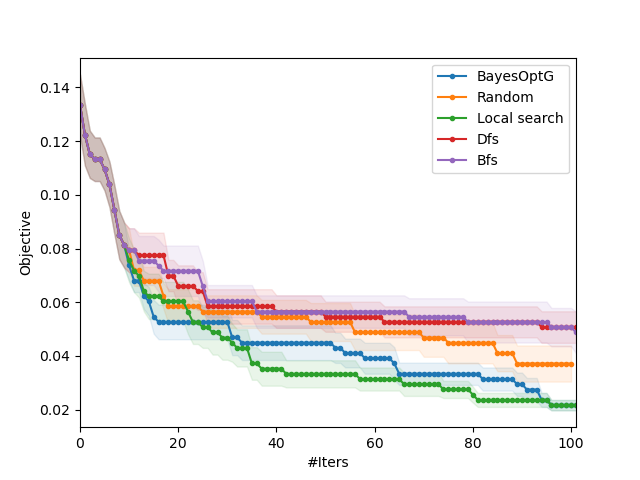 BayesOptG
Random
Local search
Dfs
Bfs
0.14
0.12
0.10
0.08
0.06
0.04
0.02
Objective
0 20 40 60 80 100
#Iters